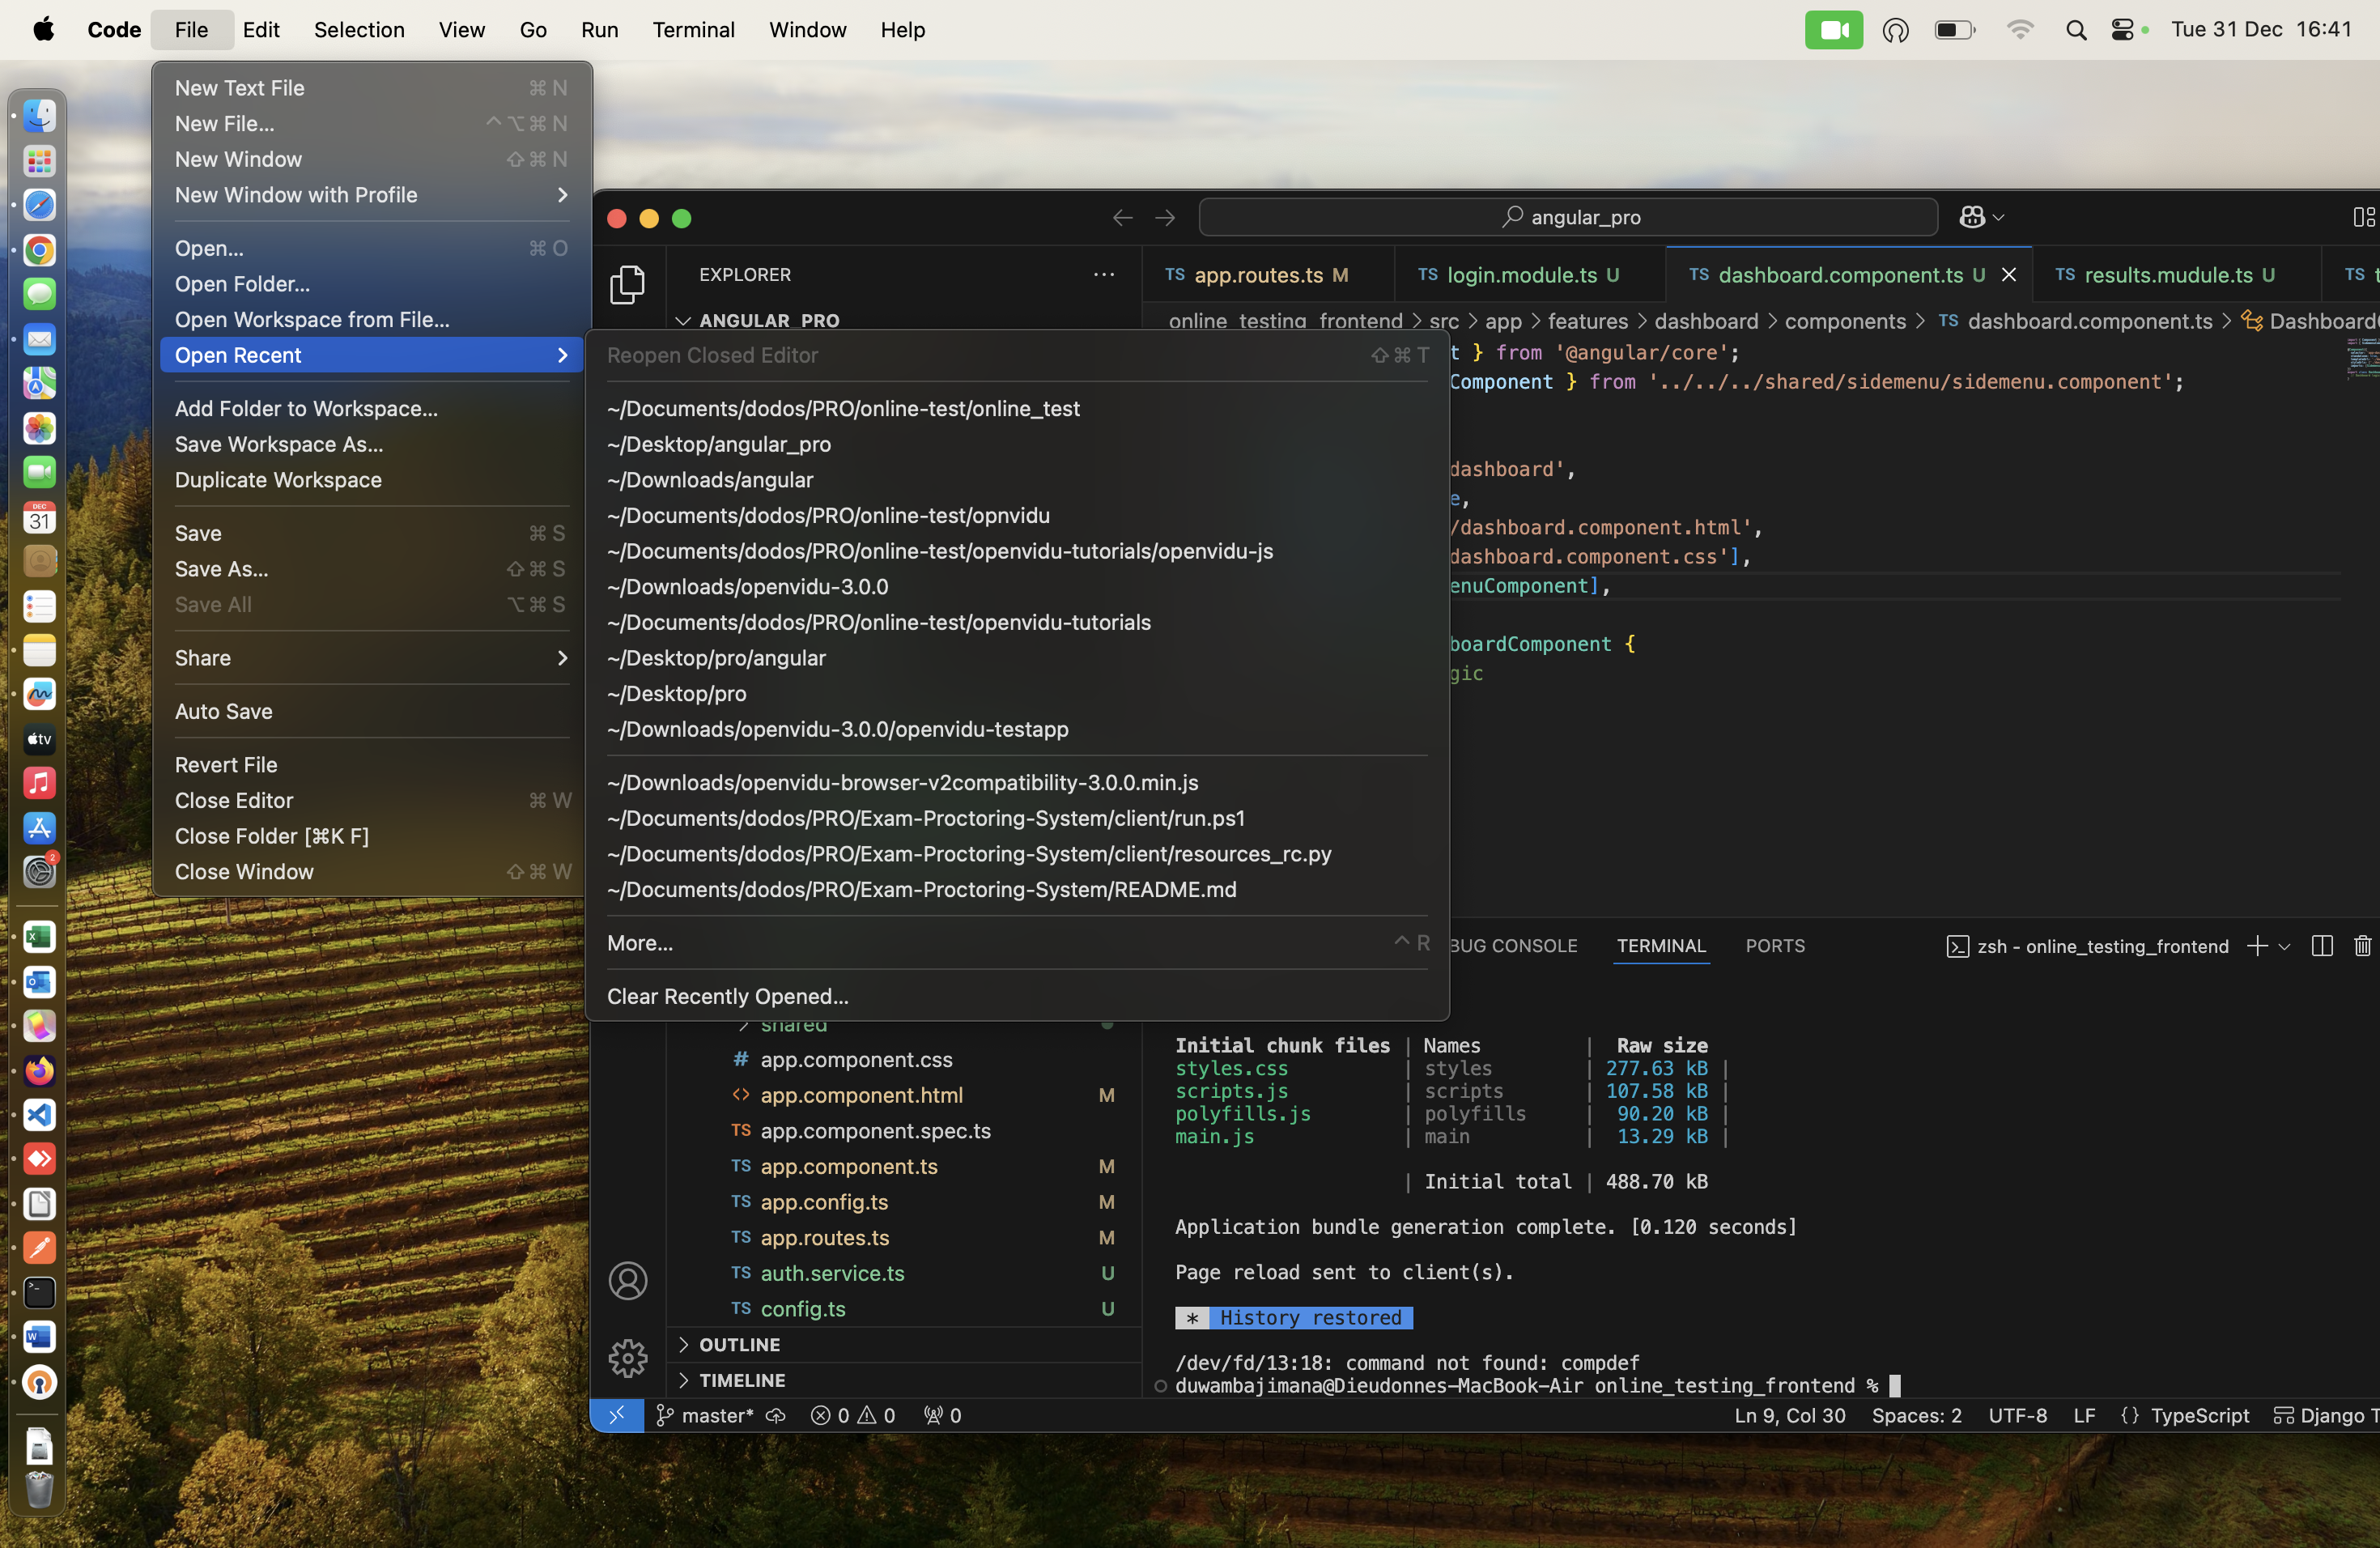 Code File Edit Selection View Go Run Terminal Window Help
Tue 31 Dec 16:41
New Text File ⌘ N
New File... ⌃⌥⌘ N
New Window ⇧⌘ N
New Window with Profile
Open... ⌘ O
Open Folder...
Open Workspace from File...
Open Recent
Add Folder to Workspace...
Save Workspace As...
Duplicate Workspace
Save ⌘ S
Save As... ⇧⌘ S
Save All ⌥⌘ S
Share
Auto Save
Revert File
Close Editor ⌘ W
Close Folder [⌘K F]
Close Window ⇧⌘ W
Reopen Closed Editor ⇧⌘ T
~/Documents/dodos/PRO/online-test/online_test
~/Desktop/angular_pro
~/Downloads/angular
~/Documents/dodos/PRO/online-test/opnvidu
~/Documents/dodos/PRO/online-test/openvidu-tutorials/openvidu-js
~/Downloads/openvidu-3.0.0
~/Documents/dodos/PRO/online-test/openvidu-tutorials
~/Desktop/pro/angular
~/Desktop/pro
~/Downloads/openvidu-3.0.0/openvidu-testapp
~/Downloads/openvidu-browser-v2compatibility-3.0.0.min.js
~/Documents/dodos/PRO/Exam-Proctoring-System/client/run.ps1
~/Documents/dodos/PRO/Exam-Proctoring-System/client/resources_rc.py
~/Documents/dodos/PRO/Exam-Proctoring-System/README.md
More... ⌃ R
Clear Recently Opened...
angular_pro
EXPLORER ...
ANGULAR_PRO
TS app.routes.ts M
TS login.module.ts U
TS dashboard.component.ts U
TS results.mudule.ts U
TS t
online_testing_frontend > src > app > features > dashboard > components > TS dashboard.component.ts > Dashboard
t } from '@angular/core';
Component } from '../../../shared/sidemenu/sidemenu.component';
dashboard',
e,
/dashboard.component.html',
dashboard.component.css'],
enuComponent],
boardComponent {
gic
BUG CONSOLE TERMINAL PORTS
zsh - online_testing_frontend
shared
# app.component.css
<> app.component.html M
TS app.component.spec.ts
TS app.component.ts M
TS app.config.ts M
TS app.routes.ts M
TS auth.service.ts U
TS config.ts U
OUTLINE
TIMELINE
Initial chunk files | Names | Raw size
styles.css | styles | 277.63 kB |
scripts.js | scripts | 107.58 kB |
polyfills.js | polyfills | 90.20 kB |
main.js | main | 13.29 kB |
| Initial total | 488.70 kB
Application bundle generation complete. [0.120 seconds]
Page reload sent to client(s).
* History restored
/dev/fd/13:18: command not found: compdef
duwambajimana@Dieudonnes-MacBook-Air online_testing_frontend %
master* 0 0 0
Ln 9, Col 30 Spaces: 2 UTF-8 LF {} TypeScript Django T
DEC
31
tv
2